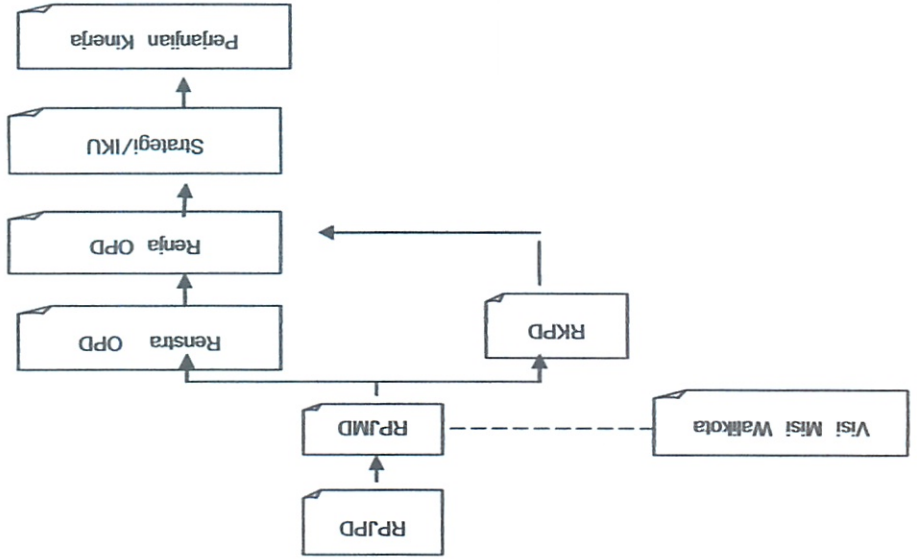 RPJPD
Visi Misi Walikota
RPJMD
RKPD
Renstra OPD
Renja OPD
Strategi/IKU
Perjanjian Kinerja